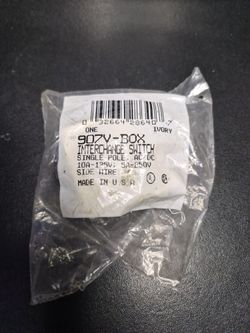 0 32664 28640 7
ONE IVORY
907V-BOX
INTERCHANGE SWITCH
SINGLE POLE, AC/DC
10A-125V; 5A-250V
SIDE WIRE
MADE IN U.S.A.